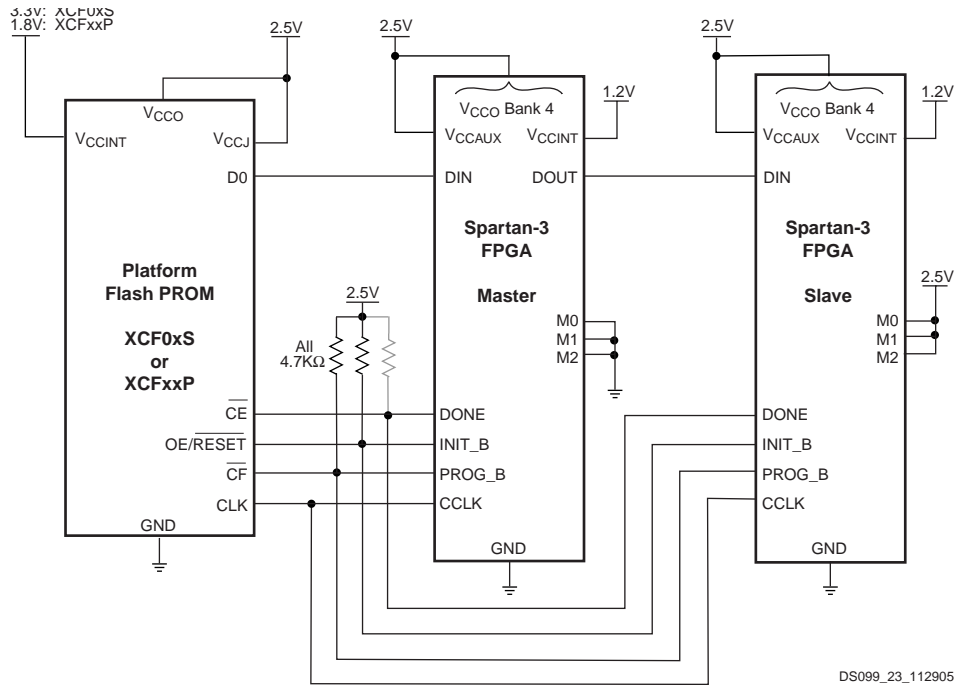 3.3V: XCF0xS
1.8V: XCFxxP
2.5V
2.5V
2.5V
VCCO
VCCINT
VCCJ
D0
Platform
Flash PROM
XCF0xS
or
XCFxxP
CE
OE/RESET
CF
CLK
GND
2.5V
All
4.7KΩ
VCCO Bank 4
1.2V
VCCAUX
VCCINT
DIN
DOUT
Spartan-3
FPGA
Master
M0
M1
M2
DONE
INIT_B
PROG_B
CCLK
GND
VCCO Bank 4
1.2V
VCCAUX
VCCINT
DIN
Spartan-3
FPGA
Slave
2.5V
M0
M1
M2
DONE
INIT_B
PROG_B
CCLK
GND
DS099_23_112905